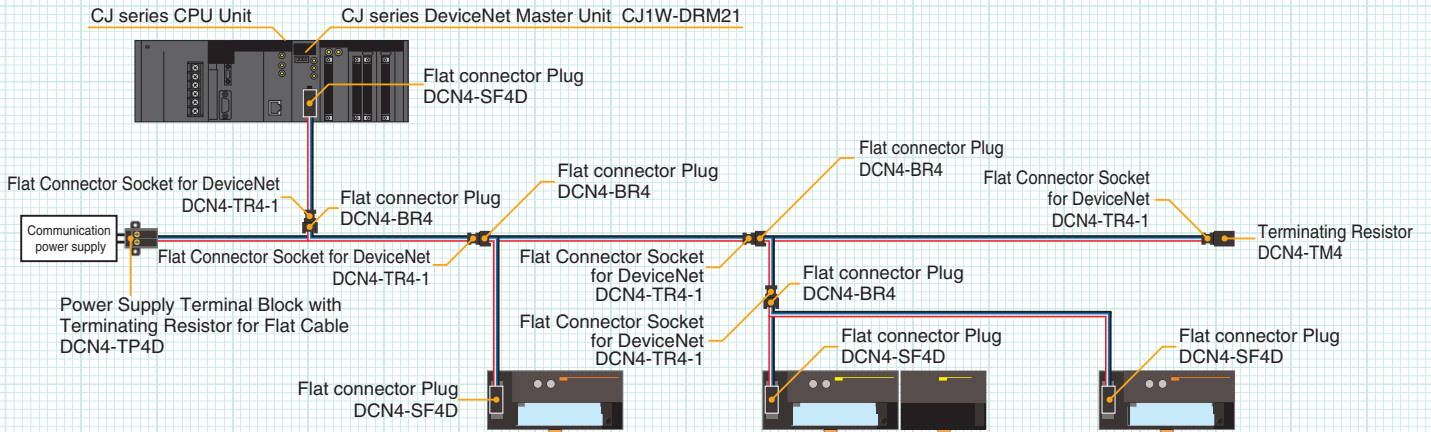 CJ series CPU Unit
CJ series DeviceNet Master Unit CJ1W-DRM21
Flat connector Plug
DCN4-SF4D
Flat Connector Socket for DeviceNet
DCN4-TR4-1
Flat connector Plug
DCN4-BR4
Flat connector Plug
DCN4-BR4
Flat connector Plug
DCN4-BR4
Flat Connector Socket
for DeviceNet
DCN4-TR4-1
Communication
power supply
Flat Connector Socket for DeviceNet
DCN4-TR4-1
Flat Connector Socket
for DeviceNet
DCN4-TR4-1
Flat connector Plug
DCN4-BR4
Terminating Resistor
DCN4-TM4
Power Supply Terminal Block with
Terminating Resistor for Flat Cable
DCN4-TP4D
Flat Connector Socket
for DeviceNet
DCN4-TR4-1
Flat connector Plug
DCN4-SF4D
Flat connector Plug
DCN4-SF4D
Flat connector Plug
DCN4-SF4D